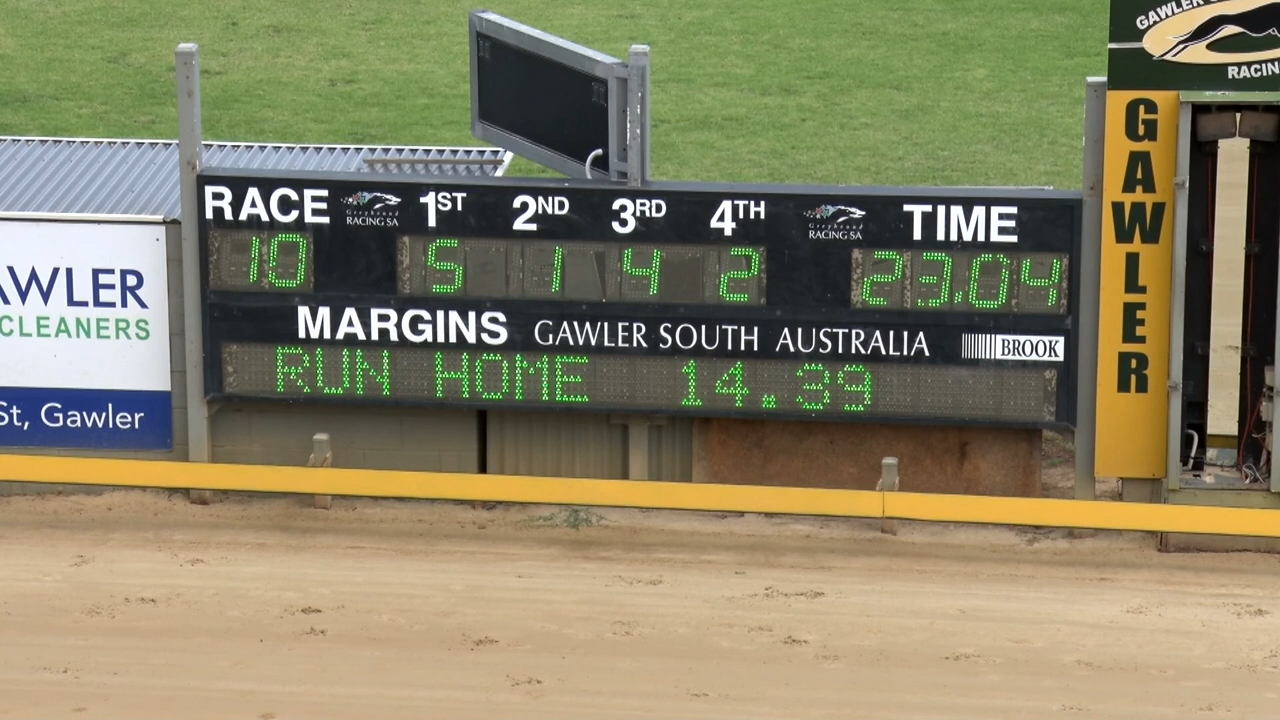 GAWLER
RACIN
GAWLER
RACE Greyhound RACING SA 1ST 2ND 3RD 4TH Greyhound RACING SA TIME
10 5 1 4 2 23.04
MARGINS GAWLER SOUTH AUSTRALIA BROOK
RUN HOME 14.39
AWLER
CLEANERS
St, Gawler